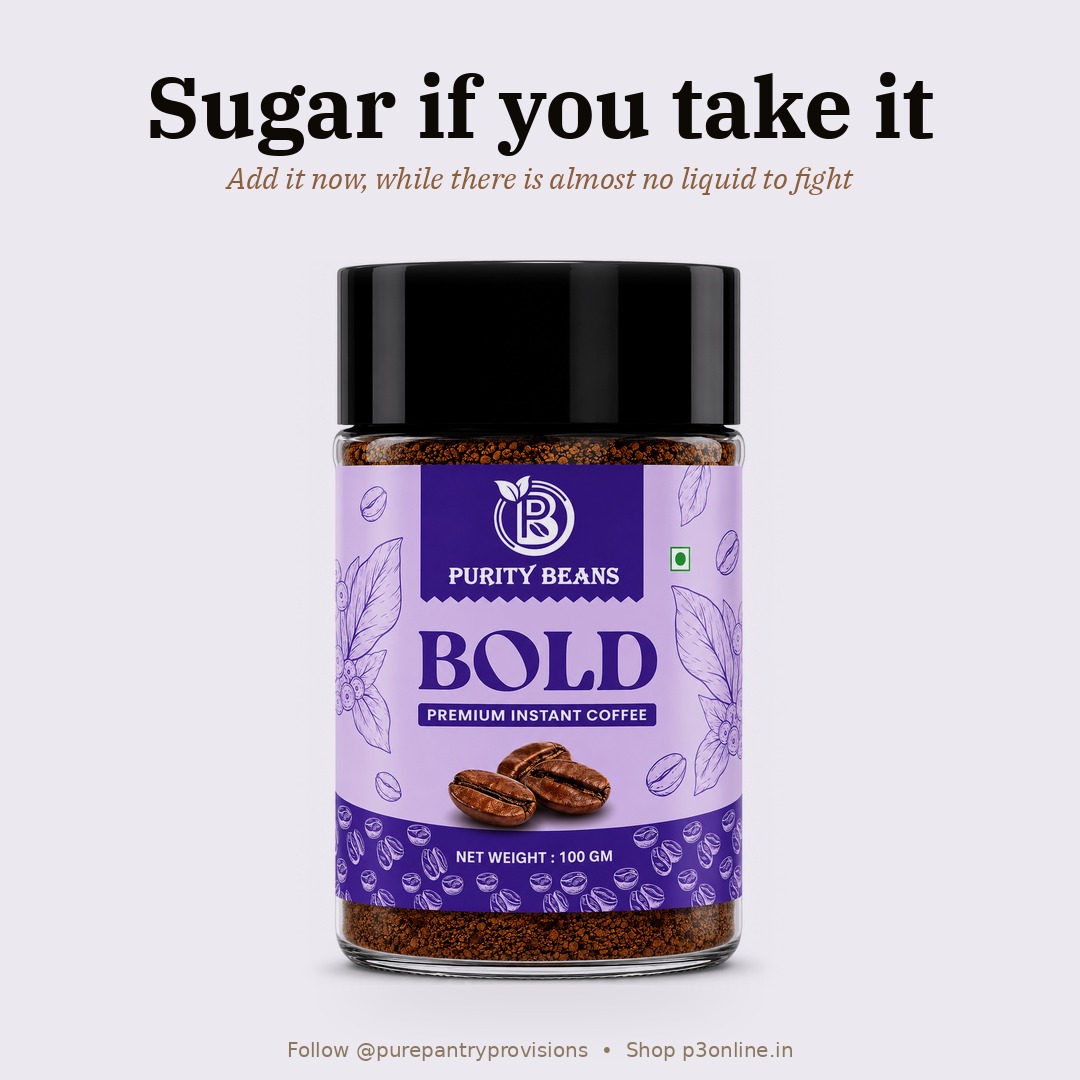 Sugar if you take it
Add it now, while there is almost no liquid to fight
PURITY BEANS
BOLD
PREMIUM INSTANT COFFEE
NET WEIGHT : 100 GM
Follow @purepantryprovisions • Shop p3online.in